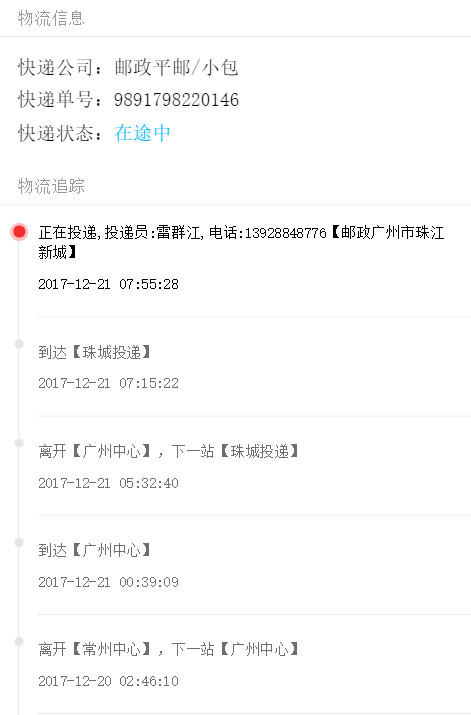 物流信息
快递公司：邮政平邮/小包
快递单号：9891798220146
快递状态：在途中
物流追踪
正在投递,投递员:雷群江,电话:13928848776【邮政广州市珠江
新城】
2017-12-21 07:55:28
到达【珠城投递】
2017-12-21 07:15:22
离开【广州中心】，下一站【珠城投递】
2017-12-21 05:32:40
到达【广州中心】
2017-12-21 00:39:09
离开【常州中心】，下一站【广州中心】
2017-12-20 02:46:10